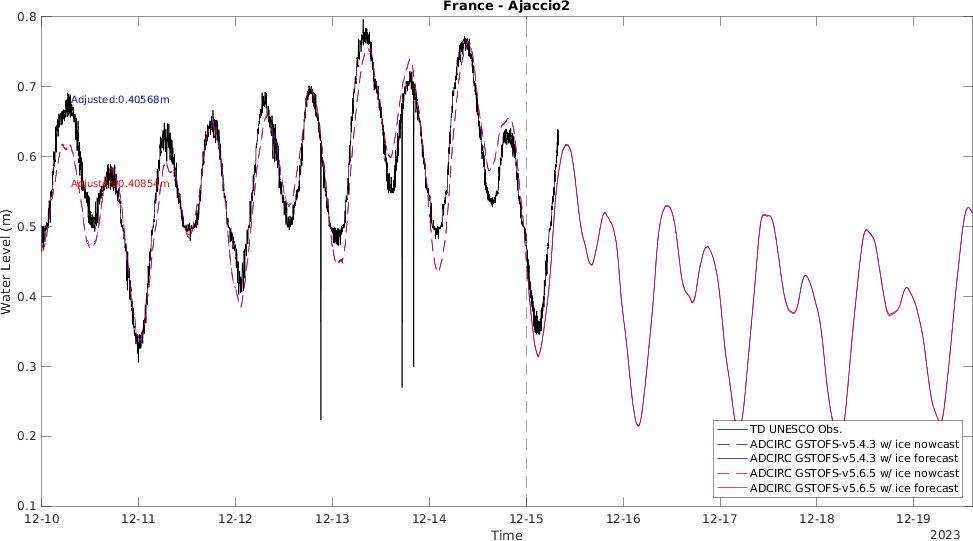 France - Ajaccio2
Water Level (m)
0.8
0.7
0.6
0.5
0.4
0.3
0.2
0.1
Adjusted:0.40568m
Adjusted:0.40854m
TD UNESCO Obs.
ADCIRC GSTOFS-v5.4.3 w/ ice nowcast
ADCIRC GSTOFS-v5.4.3 w/ ice forecast
ADCIRC GSTOFS-v5.6.5 w/ ice nowcast
ADCIRC GSTOFS-v5.6.5 w/ ice forecast
12-10 12-11 12-12 12-13 12-14 12-15 12-16 12-17 12-18 12-19
Time
2023